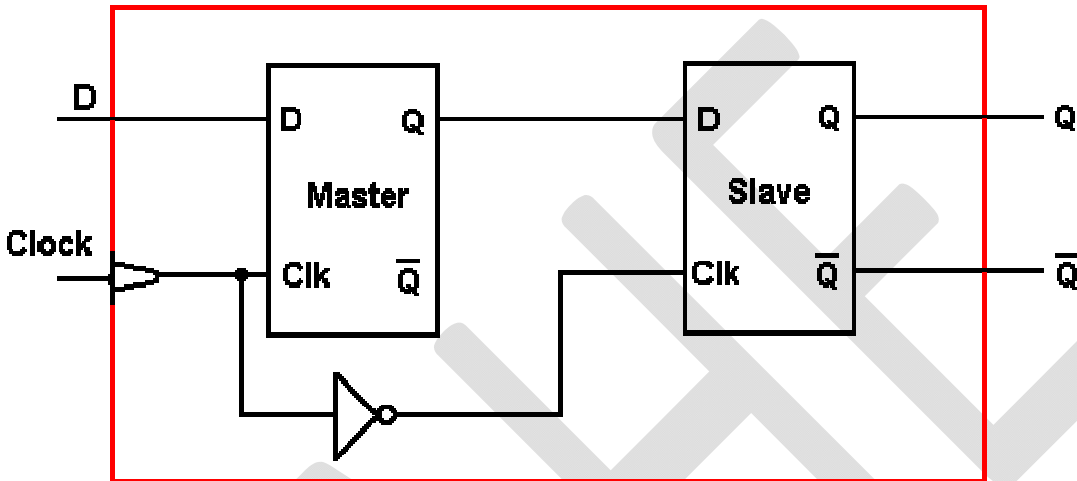 D
D Q
Master
Clk Q̅
D Q
Slave
Clk Q̅
Q
Clock
Q̅